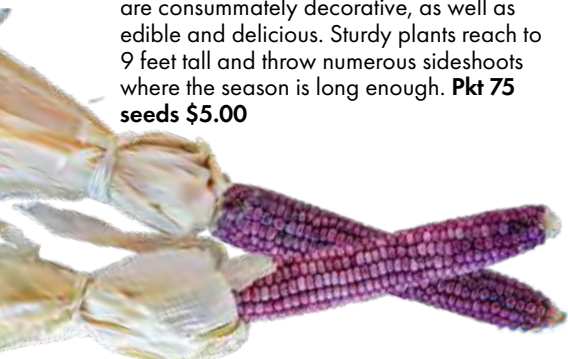 are consummately decorative, as well as
edible and delicious. Sturdy plants reach to
9 feet tall and throw numerous sideshoots
where the season is long enough. Pkt 75
seeds $5.00